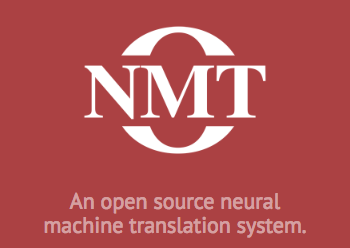 NMT
An open source neural
machine translation system.